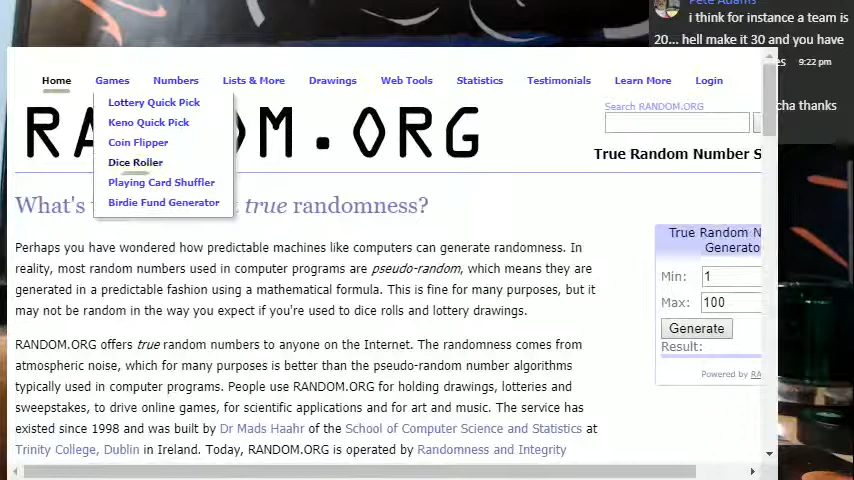 Pete Adams
i think for instance a team is
20... hell make it 30 and you have
9:22 pm
cha thanks
Home Games Numbers Lists & More Drawings Web Tools Statistics Testimonials Learn More Login
Lottery Quick Pick
Keno Quick Pick
Coin Flipper
Dice Roller
Playing Card Shuffler
Birdie Fund Generator
Search RANDOM.ORG
RA DOM.ORG
True Random Number S
What's true randomness?
Perhaps you have wondered how predictable machines like computers can generate randomness. In
reality, most random numbers used in computer programs are pseudo-random, which means they are
generated in a predictable fashion using a mathematical formula. This is fine for many purposes, but it
may not be random in the way you expect if you're used to dice rolls and lottery drawings.
RANDOM.ORG offers true random numbers to anyone on the Internet. The randomness comes from
atmospheric noise, which for many purposes is better than the pseudo-random number algorithms
typically used in computer programs. People use RANDOM.ORG for holding drawings, lotteries and
sweepstakes, to drive online games, for scientific applications and for art and music. The service has
existed since 1998 and was built by Dr Mads Haahr of the School of Computer Science and Statistics at
Trinity College, Dublin in Ireland. Today, RANDOM.ORG is operated by Randomness and Integrity
True Random N
Generato
Min: 1
Max: 100
Generate
Result:
Powered by RA